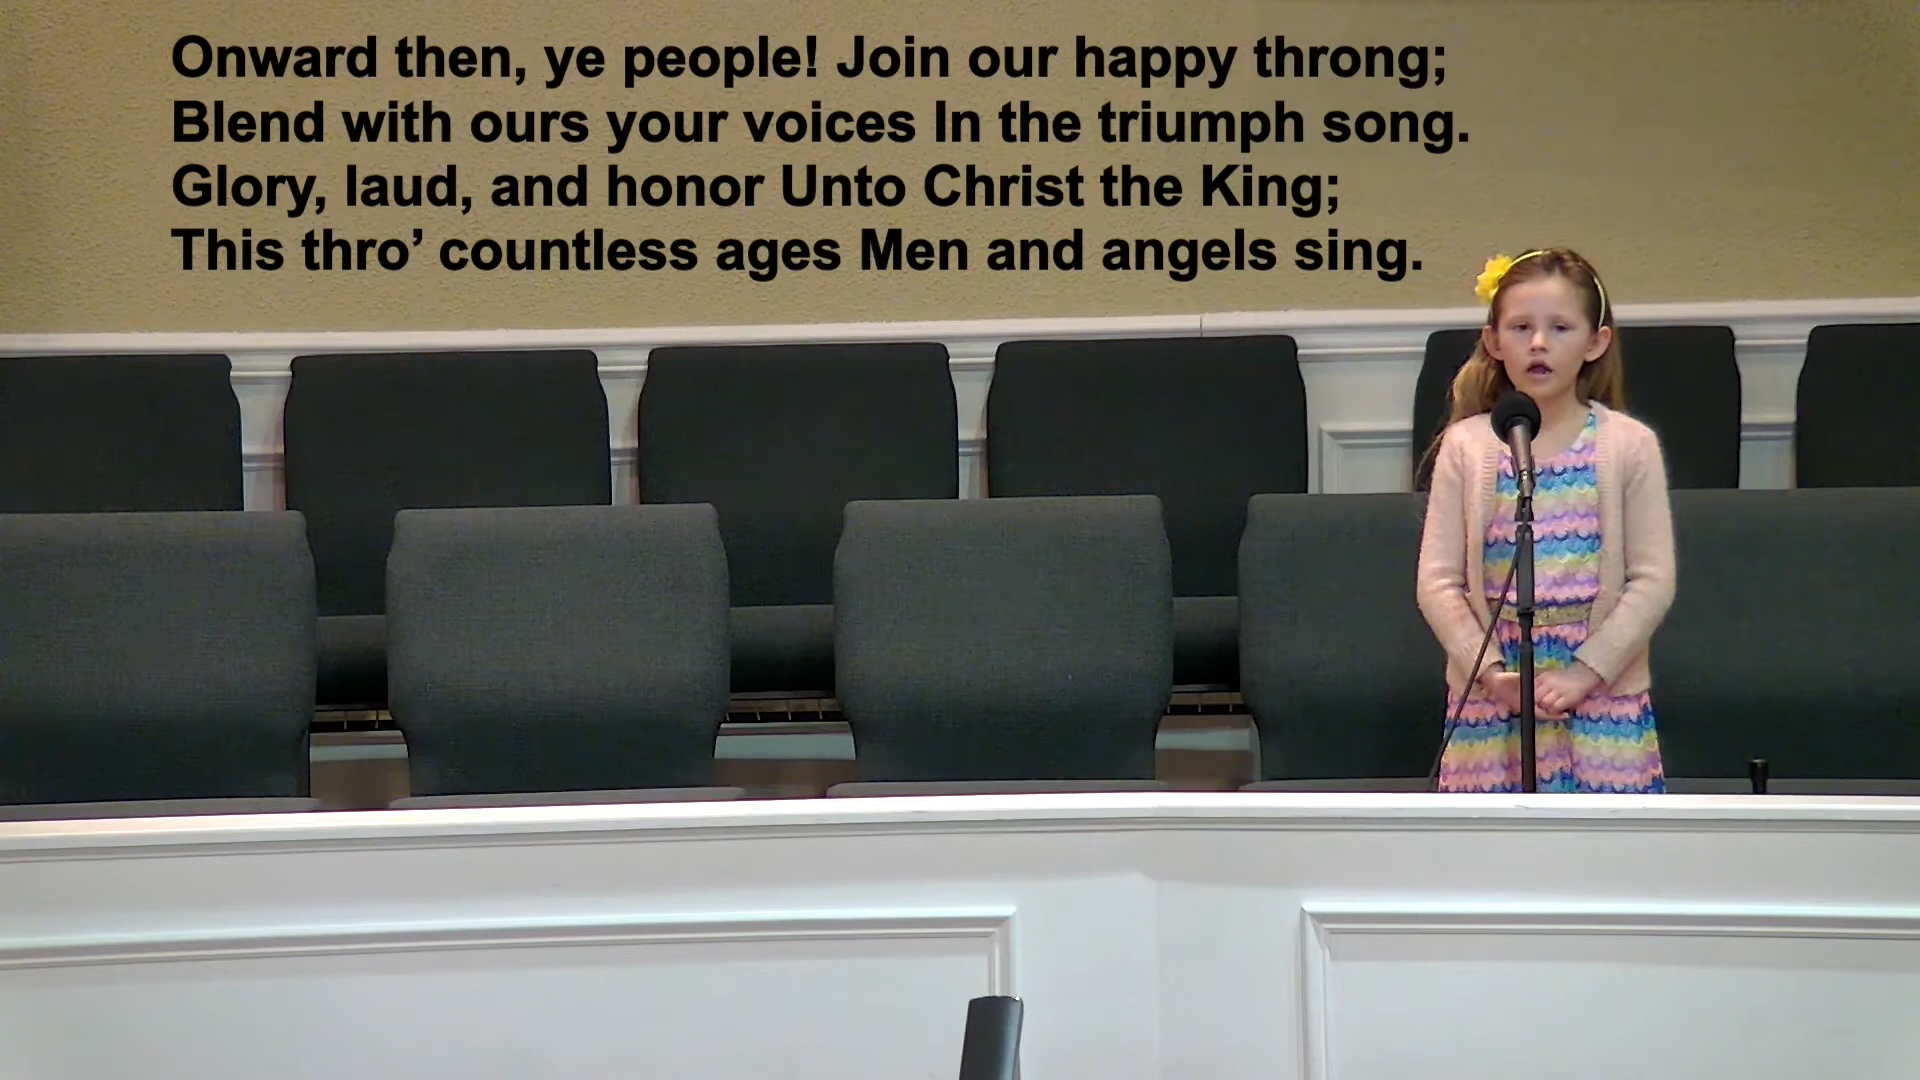 Onward then, ye people! Join our happy throng;
Blend with ours your voices In the triumph song.
Glory, laud, and honor Unto Christ the King;
This thro’ countless ages Men and angels sing.